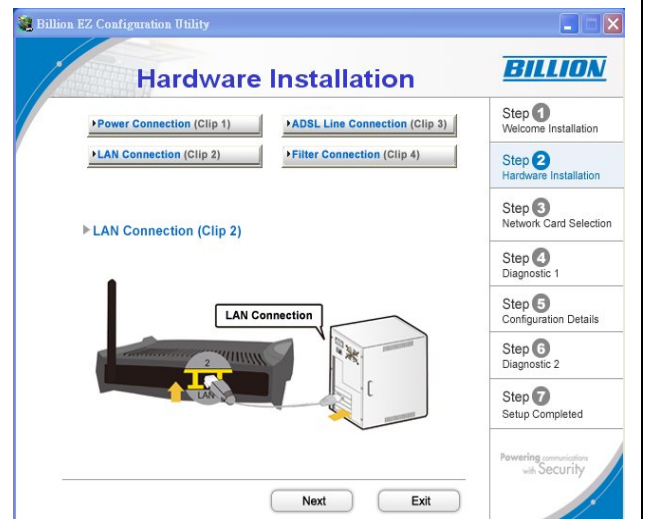 Billion EZ Configuration Utility
Hardware Installation
BILLION
Power Connection (Clip 1)
ADSL Line Connection (Clip 3)
LAN Connection (Clip 2)
Filter Connection (Clip 4)
LAN Connection (Clip 2)
LAN Connection
2
LAN
Next
Exit
Step 1
Welcome Installation
Step 2
Hardware Installation
Step 3
Network Card Selection
Step 4
Diagnostic 1
Step 5
Configuration Details
Step 6
Diagnostic 2
Step 7
Setup Completed
Powering communications
with Security